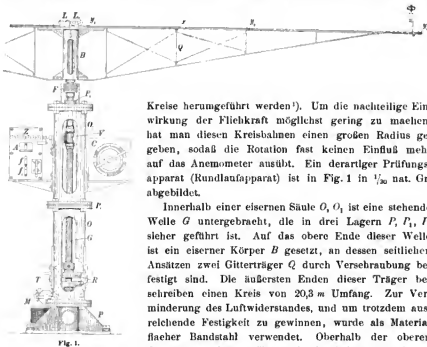 Kreise herumgeführt werden¹). Um die nachteilige Ein
wirkung der Fliehkraft möglichst gering zu machen
hat man diesen Kreisbahnen einen großen Radius ge
geben, sodaß die Rotation fast keinen Einfluß meh
auf das Anemometer ausübt. Ein derartiger Prüfungs
apparat (Rundlaufapparat) ist in Fig. 1 in 1/20 nat. Gr
abgebildet.
Innerhalb einer eisernen Säule O, O₁ ist eine stehende
Welle G untergebracht, die in drei Lagern P, P₁,
sicher geführt ist. Auf das obere Ende dieser Welle
ist ein eiserner Körper B gesetzt, an dessen seitlichen
Ansätzen zwei Gitterträger Q durch Verschraubung be
festigt sind. Die äußersten Enden dieser Träger be
schreiben einen Kreis von 20,3 m Umfang. Zur Ver
minderung des Luftwiderstandes, und um trotzdem aus
reichende Festigkeit zu gewinnen, wurde als Materia
flacher Bandstahl verwendet. Oberhalb der oberen
L L
r
B
Q
F
P
O
Z
A
V
C
P
O
G
T
R
M
P
Fig. 1.